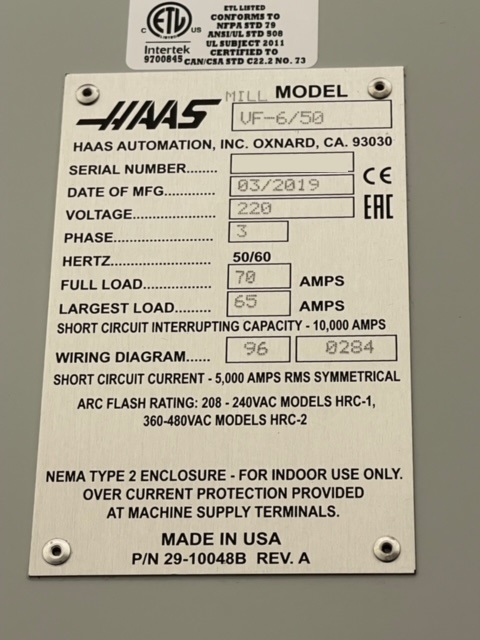 ETL LISTED
CONFORMS TO
NFPA STD 79
ANSI/UL STD 508
UL SUBJECT 2011
CERTIFIED TO
CAN/CSA STD C22.2 NO. 73
C ETL US
Intertek
9700845
HAAS MILL MODEL
VF-6/50
HAAS AUTOMATION, INC. OXNARD, CA. 93030
SERIAL NUMBER........
DATE OF MFG............. 03/2019 CE
VOLTAGE................... 220 EAC
PHASE....................... 3
HERTZ 50/60
FULL LOAD................. 70 AMPS
LARGEST LOAD......... 65 AMPS
SHORT CIRCUIT INTERRUPTING CAPACITY - 10,000 AMPS
WIRING DIAGRAM...... 96 0284
SHORT CIRCUIT CURRENT - 5,000 AMPS RMS SYMMETRICAL
ARC FLASH RATING: 208 - 240VAC MODELS HRC-1,
360-480VAC MODELS HRC-2
NEMA TYPE 2 ENCLOSURE - FOR INDOOR USE ONLY.
OVER CURRENT PROTECTION PROVIDED
AT MACHINE SUPPLY TERMINALS.
MADE IN USA
P/N 29-10048B REV. A